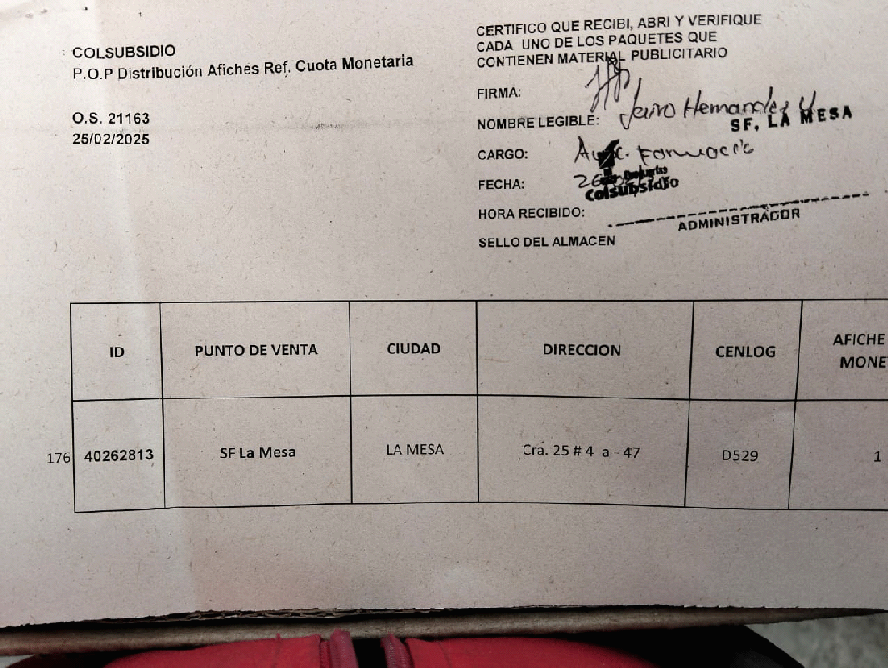 COLSUBSIDIO
P.O.P Distribución Afiches Ref. Cuota Monetaria
O.S. 21163
25/02/2025
CERTIFICO QUE RECIBI, ABRI Y VERIFIQUE
CADA UNO DE LOS PAQUETES QUE
CONTIENEN MATERIAL PUBLICITARIO
FIRMA:
NOMBRE LEGIBLE: Jairo Hernandez
SF. LA MESA
CARGO:
FECHA: 26
Colsubsidio
HORA RECIBIDO:
ADMINISTRADOR
SELLO DEL ALMACEN
ID PUNTO DE VENTA CIUDAD DIRECCION CENLOG AFICHE
MONE
176 40262813 SF La Mesa LA MESA Cra. 25 # 4 a - 47 D529 1